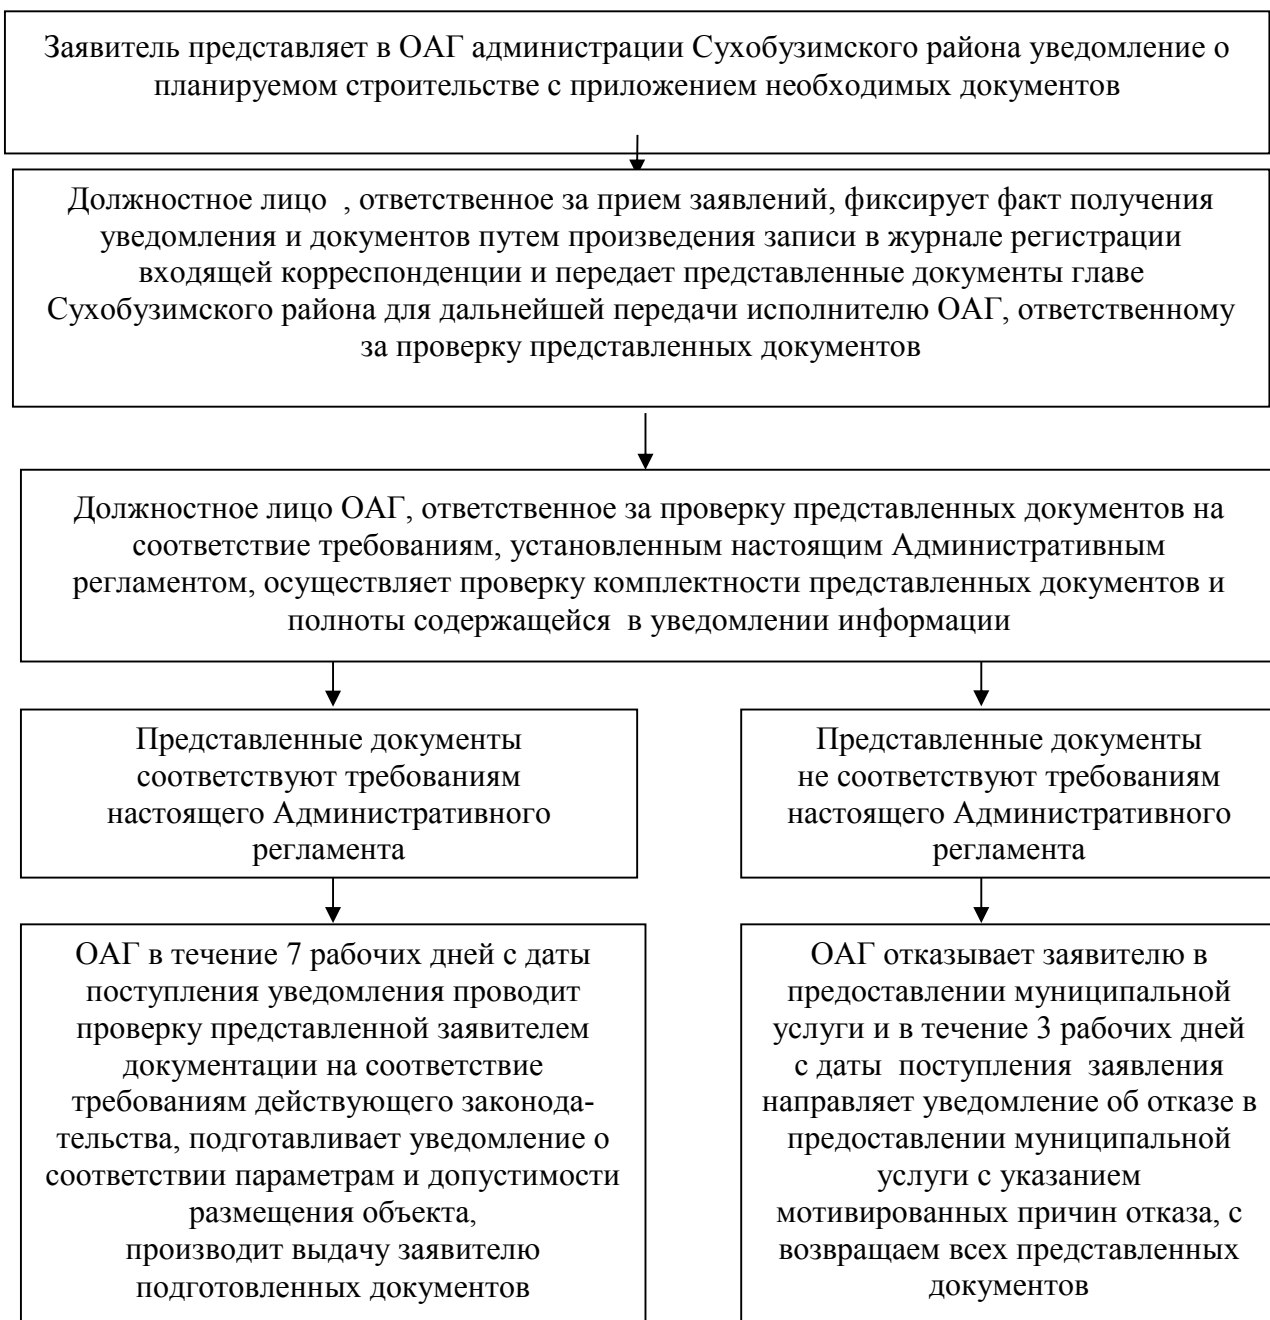 Заявитель представляет в ОАГ администрации Сухобузимского района уведомление о
планируемом строительстве с приложением необходимых документов
Должностное лицо , ответственное за прием заявлений, фиксирует факт получения
уведомления и документов путем произведения записи в журнале регистрации
входящей корреспонденции и передает представленные документы главе
Сухобузимского района для дальнейшей передачи исполнителю ОАГ, ответственному
за проверку представленных документов
Должностное лицо ОАГ, ответственное за проверку представленных документов на
соответствие требованиям, установленным настоящим Административным
регламентом, осуществляет проверку комплектности представленных документов и
полноты содержащейся в уведомлении информации
Представленные документы
соответствуют требованиям
настоящего Административного
регламента
Представленные документы
не соответствуют требованиям
настоящего Административного
регламента
ОАГ в течение 7 рабочих дней с даты
поступления уведомления проводит
проверку представленной заявителем
документации на соответствие
требованиям действующего законода-
тельства, подготавливает уведомление о
соответствии параметрам и допустимости
размещения объекта,
производит выдачу заявителю
подготовленных документов
ОАГ отказывает заявителю в
предоставлении муниципальной
услуги и в течение 3 рабочих дней
с даты поступления заявления
направляет уведомление об отказе в
предоставлении муниципальной
услуги с указанием
мотивированных причин отказа, с
возвращаем всех представленных
документов